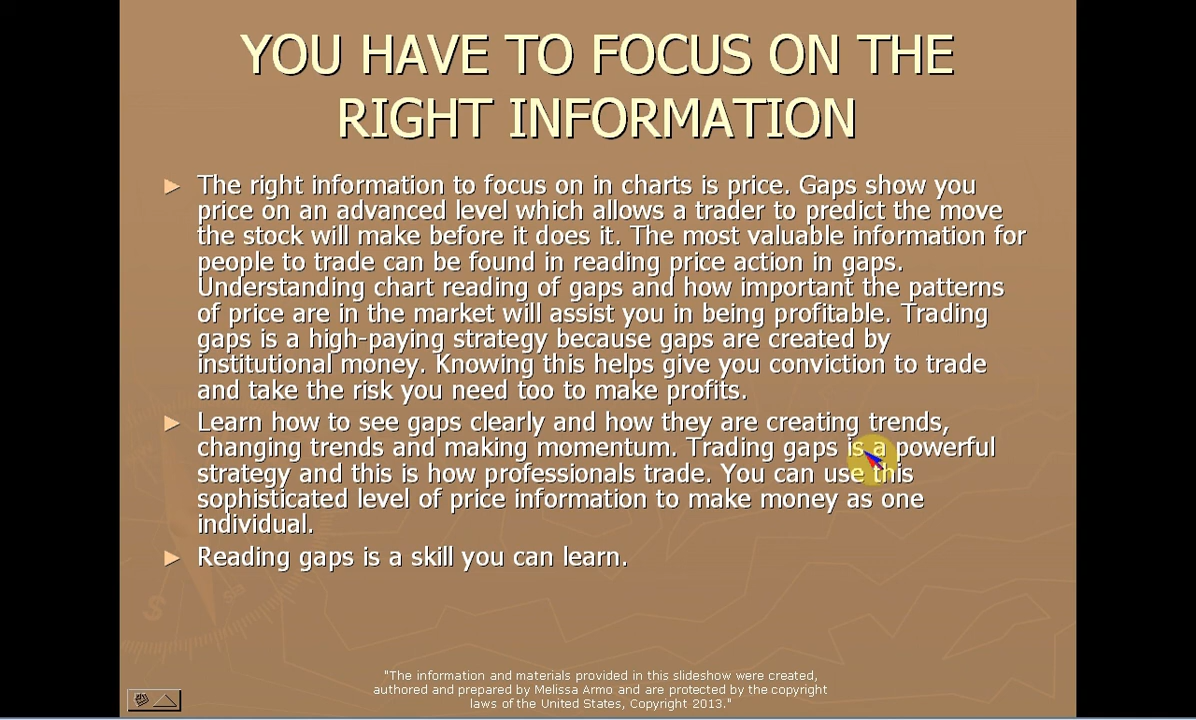 YOU HAVE TO FOCUS ON THE
RIGHT INFORMATION
The right information to focus on in charts is price. Gaps show you
price on an advanced level which allows a trader to predict the move
the stock will make before it does it. The most valuable information for
people to trade can be found in reading price action in gaps.
Understanding chart reading of gaps and how important the patterns
of price are in the market will assist you in being profitable. Trading
gaps is a high-paying strategy because gaps are created by
institutional money. Knowing this helps give you conviction to trade
and take the risk you need too to make profits.
Learn how to see gaps clearly and how they are creating trends,
changing trends and making momentum. Trading gaps is a powerful
strategy and this is how professionals trade. You can use this
sophisticated level of price information to make money as one
individual.
Reading gaps is a skill you can learn.
"The information and materials provided in this slideshow were created,
authored and prepared by Melissa Armo and are protected by the copyright
laws of the United States, Copyright 2013."